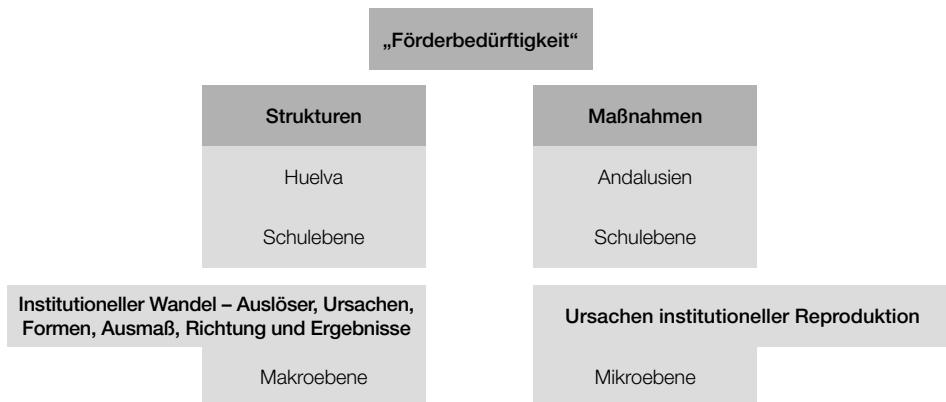 „Förderbedürftigkeit“
Strukturen
Maßnahmen
Huelva
Andalusien
Schulebene
Schulebene
Institutioneller Wandel – Auslöser, Ursachen,
Formen, Ausmaß, Richtung und Ergebnisse
Ursachen institutioneller Reproduktion
Makroebene
Mikroebene